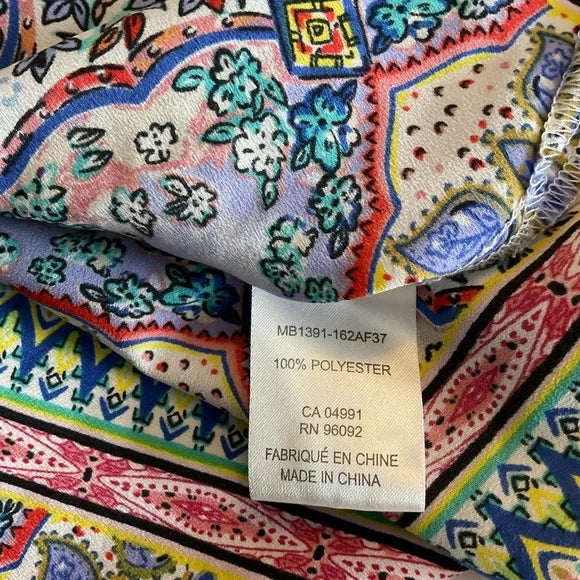 MB1391-162AF37
100% POLYESTER
CA 04991
RN 96092
FABRIQUÉ EN CHINE
MADE IN CHINA